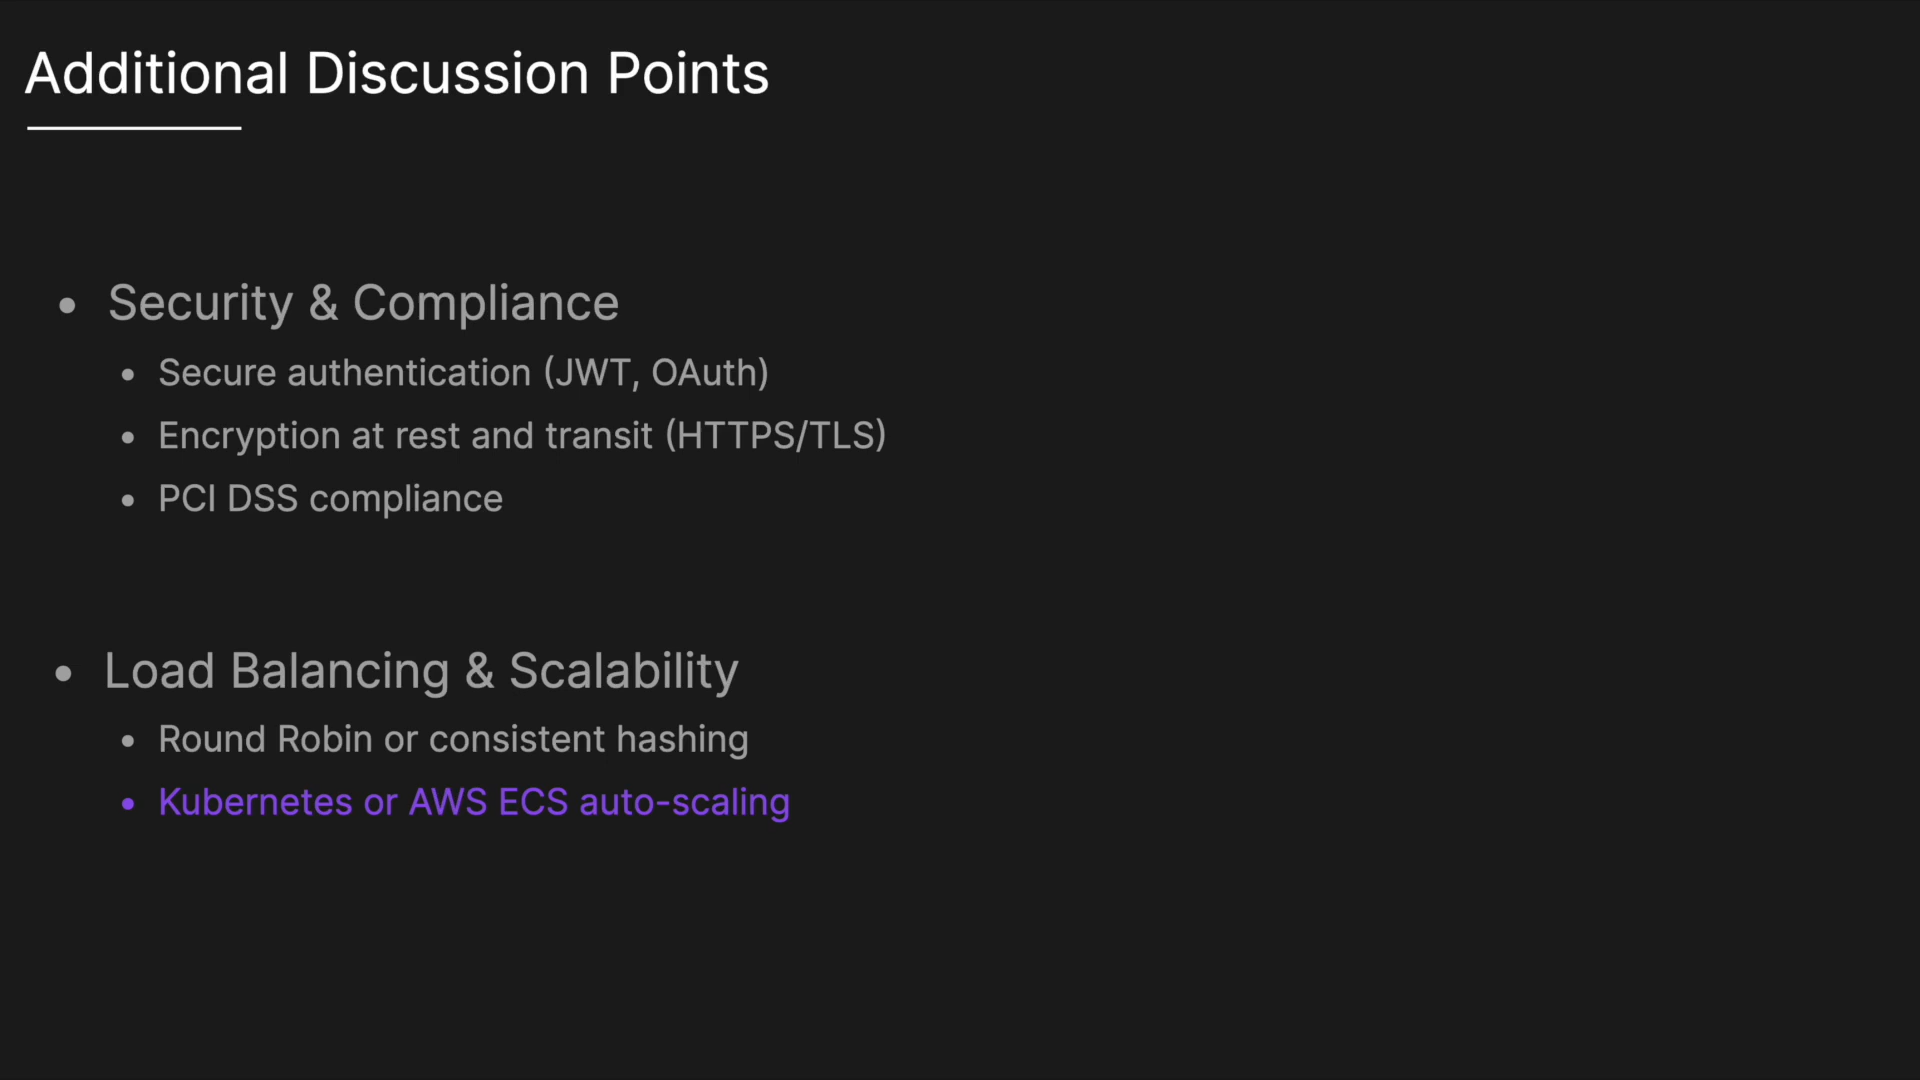 Additional Discussion Points
• Security & Compliance
• Secure authentication (JWT, OAuth)
• Encryption at rest and transit (HTTPS/TLS)
• PCI DSS compliance
• Load Balancing & Scalability
• Round Robin or consistent hashing
• Kubernetes or AWS ECS auto-scaling